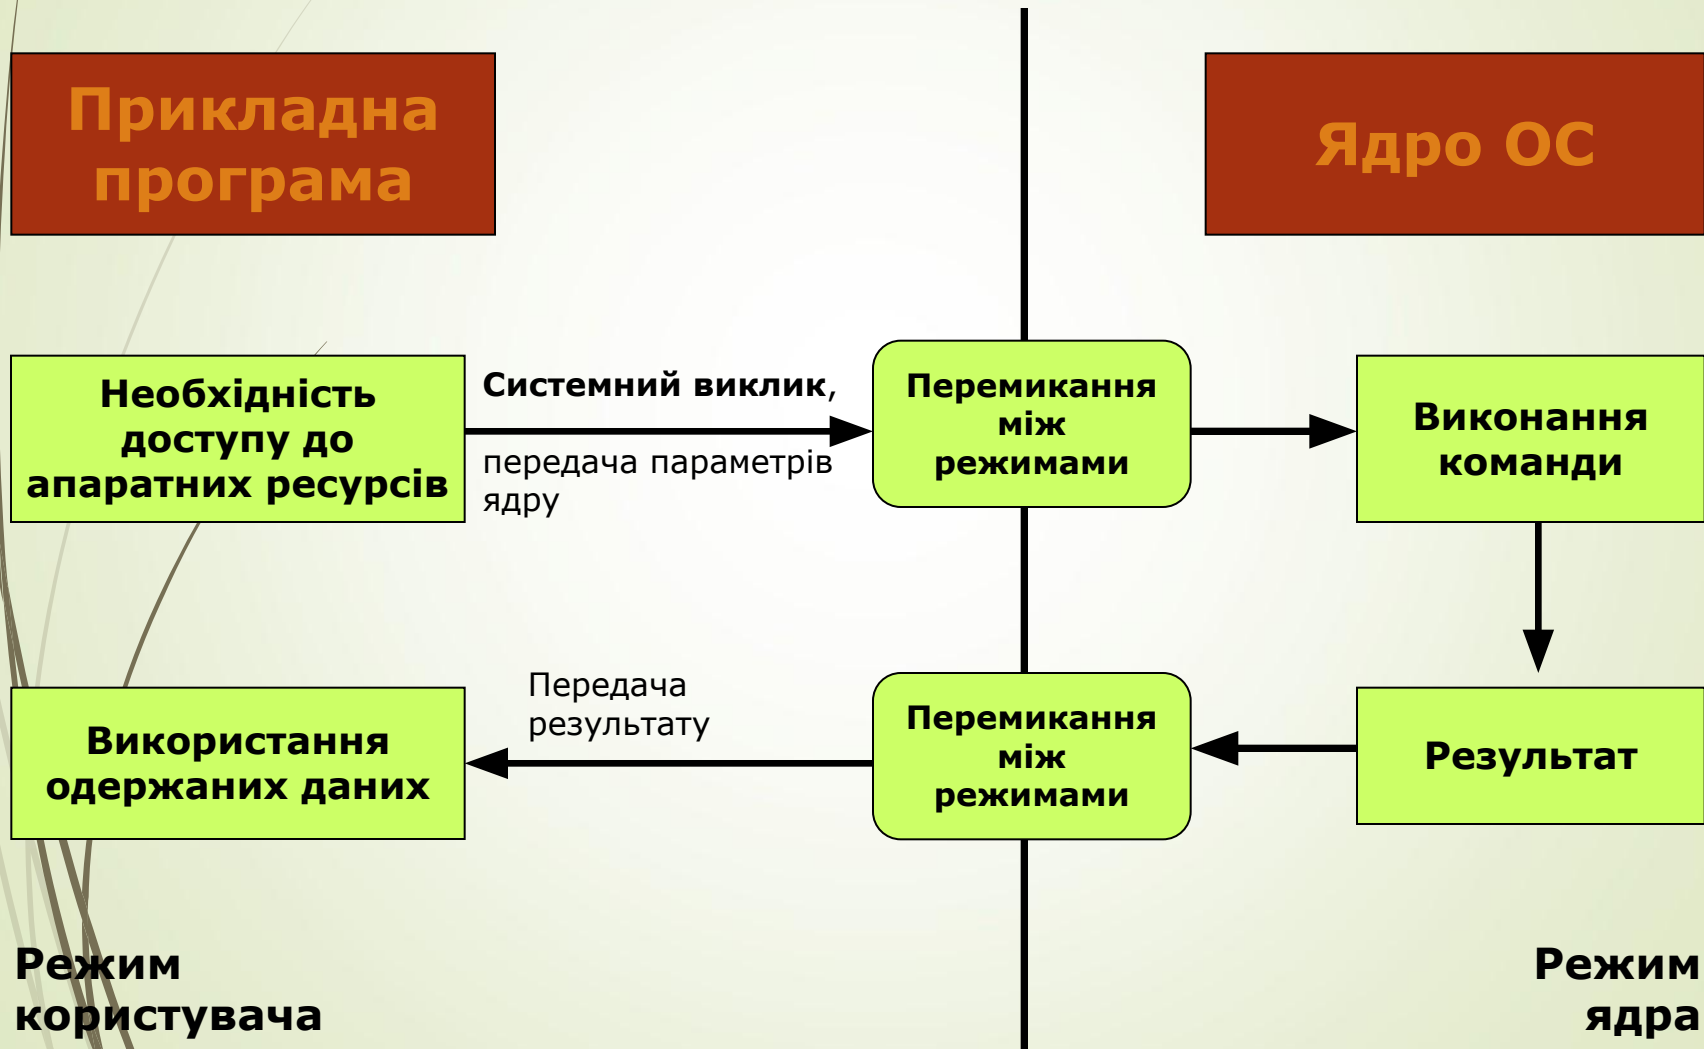 Прикладна
програма
Ядро ОС
Необхідність
доступу до
апаратних ресурсів
Системний виклик,
передача параметрів
ядру
Перемикання
між
режимами
Виконання
команди
Використання
одержаних даних
Передача
результату
Перемикання
між
режимами
Результат
Режим
користувача
Режим
ядра